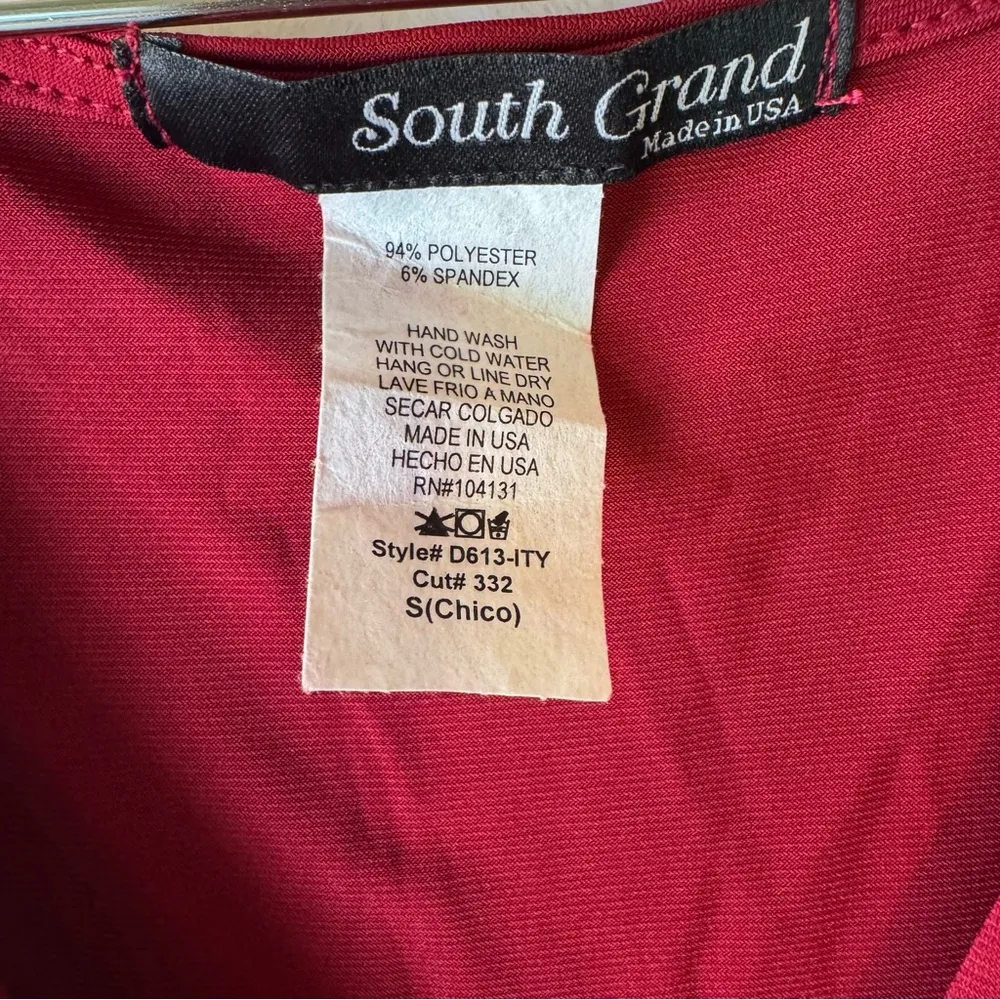 South Grand
Made in USA
94% POLYESTER
6% SPANDEX
HAND WASH
WITH COLD WATER
HANG OR LINE DRY
LAVE FRIO A MANO
SECAR COLGADO
MADE IN USA
HECHO EN USA
RN#104131
Style# D613-ITY
Cut# 332
S(Chico)